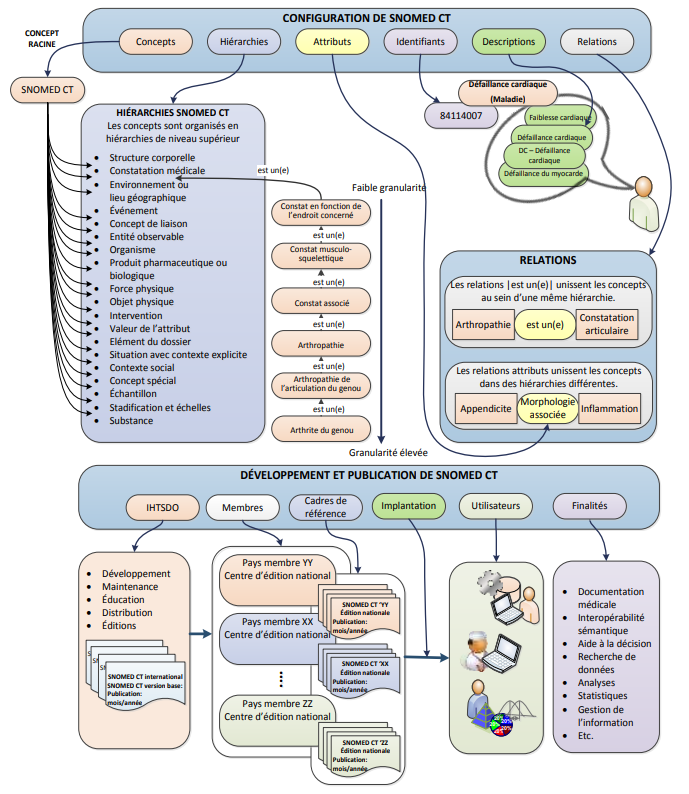 CONFIGURATION DE SNOMED CT
CONCEPT
RACINE
Concepts
Hiérarchies
Attributs
Identifiants
Descriptions
Relations
SNOMED CT
HIÉRARCHIES SNOMED CT
Les concepts sont organisés en
hiérarchies de niveau supérieur
• Structure corporelle
• Constatation médicale
• Environnement ou
lieu géographique
• Événement
• Concept de liaison
• Entité observable
• Organisme
• Produit pharmaceutique ou
biologique
• Force physique
• Objet physique
• Intervention
• Valeur de l’attribut
• Elément du dossier
• Situation avec contexte explicite
• Contexte social
• Concept spécial
• Échantillon
• Stadification et échelles
• Substance
est un(e)
Constat en fonction de
l’endroit concerné
est un(e)
Constat musculo-
squelettique
est un(e)
Constat associé
est un(e)
Arthropathie
est un(e)
Arthropathie de
l’articulation du genou
est un(e)
Arthrite du genou
Faible granularité
Granularité élevée
Défaillance cardiaque
(Maladie)
84114007
Faiblesse cardiaque
Défaillance cardiaque
DC – Défaillance
cardiaque
Défaillance du myocarde
RELATIONS
Les relations |est un(e)| unissent les concepts
au sein d’une même hiérarchie.
Arthropathie
est un(e)
Constatation
articulaire
Les relations attributs unissent les concepts
dans des hiérarchies différentes.
Appendicite
Morphologie
associée
Inflammation
DÉVELOPPEMENT ET PUBLICATION DE SNOMED CT
IHTSDO
Membres
Cadres de
référence
Implantation
Utilisateurs
Finalités
• Développement
• Maintenance
• Éducation
• Distribution
• Éditions
SNOMED CT international
SNOMED CT version base:
Publication:
mois/année
Pays membre YY
Centre d’édition national
Pays membre XX
Centre d’édition national
Pays membre ZZ
Centre d’édition national
SNOMED CT ‘YY
Édition nationale
Publication:
mois/année
SNOMED CT ‘XX
Édition nationale
Publication:
mois/année
SNOMED CT ‘ZZ
Édition nationale
Publication:
mois/année
• Documentation
médicale
• Interopérabilité
sémantique
• Aide à la décision
• Recherche de
données
• Analyses
• Statistiques
• Gestion de
l’information
• Etc.